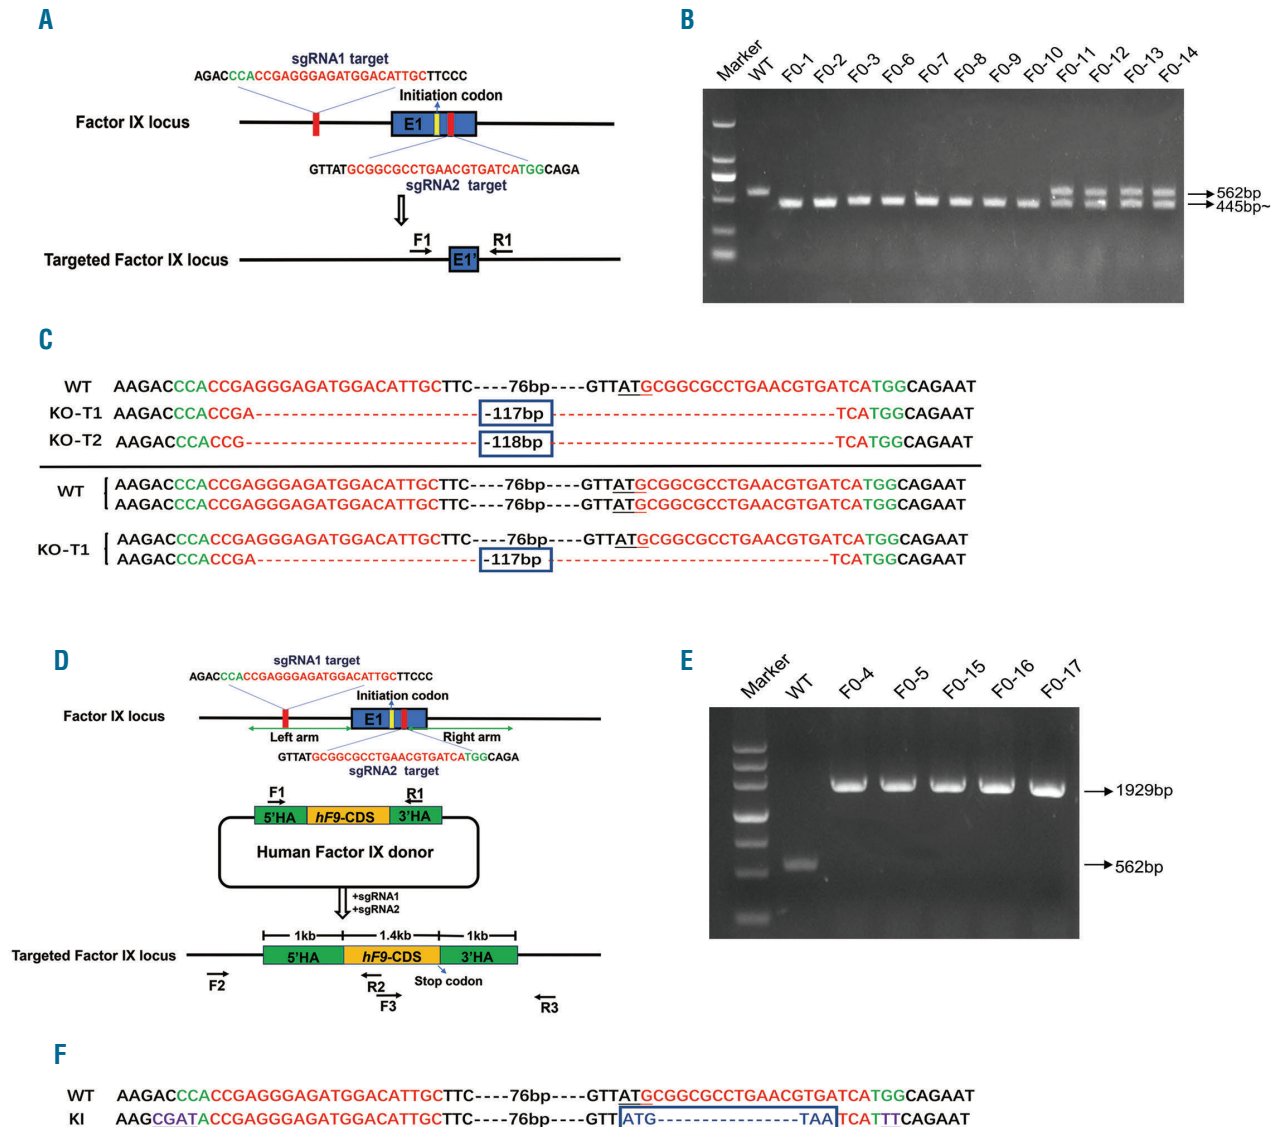 A
sgRNA1 target
AGACCCACCGAGGGAGATGGACATTGCTTCCC
Initiation codon
Factor IX locus
E1
GTTATGCGGCGCCTGAACGTGATCATGGCAGA
sgRNA2 target
F1
R1
Targeted Factor IX locus
E1'
B
Marker
WT
F0-1
F0-2
F0-3
F0-6
F0-7
F0-8
F0-9
F0-10
F0-11
F0-12
F0-13
F0-14
562bp
445bp~
C
WT AAGACCCACCGAGGGAGATGGACATTGCTTC----76bp----GTTATGCGGCGCCTGAACGTGATCATGGCAGAAT
KO-T1 AAGACCCACCGA-----------------------117bp-----------------------------TCATGGCAGAAT
KO-T2 AAGACCCACCG------------------------118bp-----------------------------TCATGGCAGAAT
WT AAGACCCACCGAGGGAGATGGACATTGCTTC----76bp----GTTATGCGGCGCCTGAACGTGATCATGGCAGAAT
AAGACCCACCGAGGGAGATGGACATTGCTTC----76bp----GTTATGCGGCGCCTGAACGTGATCATGGCAGAAT
KO-T1 AAGACCCACCGAGGGAGATGGACATTGCTTC----76bp----GTTATGCGGCGCCTGAACGTGATCATGGCAGAAT
AAGACCCACCGA-----------------------117bp-----------------------------TCATGGCAGAAT
D
sgRNA1 target
AGACCCACCGAGGGAGATGGACATTGCTTCCC
Initiation codon
Factor IX locus
E1
Left arm
Right arm
GTTATGCGGCGCCTGAACGTGATCATGGCAGA
sgRNA2 target
F1
R1
5'HA
hF9-CDS
3'HA
Human Factor IX donor
+sgRNA1
+sgRNA2
1kb
1.4kb
1kb
Targeted Factor IX locus
5'HA
hF9-CDS
3'HA
Stop codon
F2
R2
F3
R3
E
Marker
WT
F0-4
F0-5
F0-15
F0-16
F0-17
1929bp
562bp
F
WT AAGACCCACCGAGGGAGATGGACATTGCTTC----76bp----GTTATGCGGCGCCTGAACGTGATCATGGCAGAAT
KI AAGCGATACCGAGGGAGATGGACATTGCTTC----76bp----GTTATG--------------TAATCATTTCAGAAT